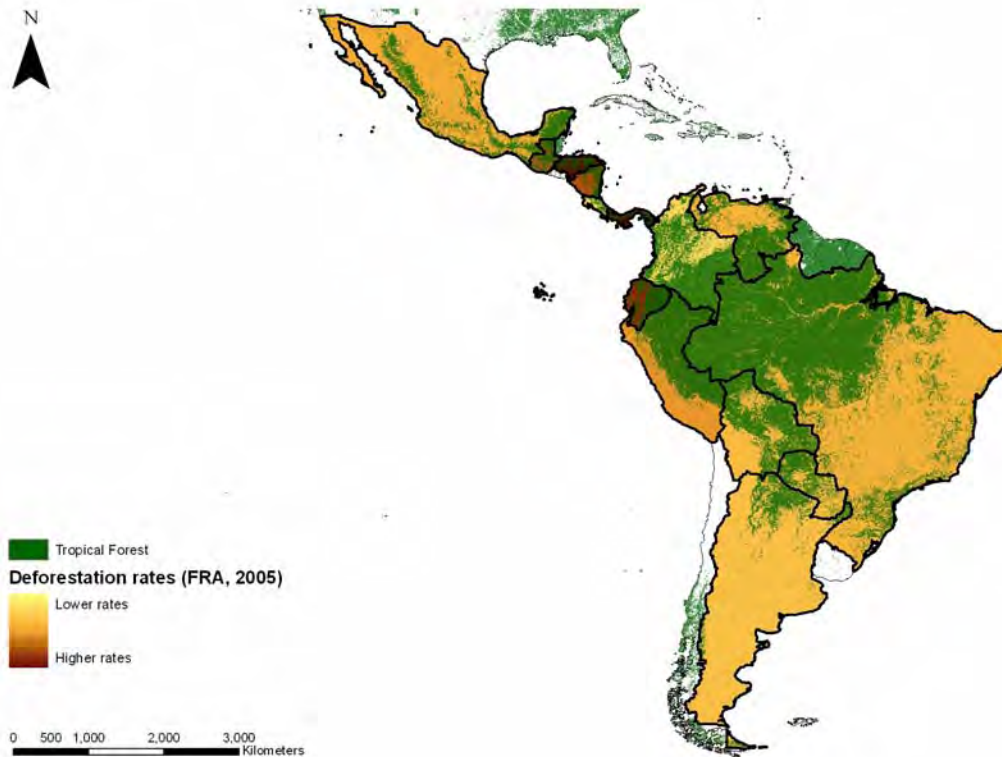 N
Tropical Forest
Deforestation rates (FRA, 2005)
Lower rates
Higher rates
0 500 1,000 2,000 3,000
Kilometers